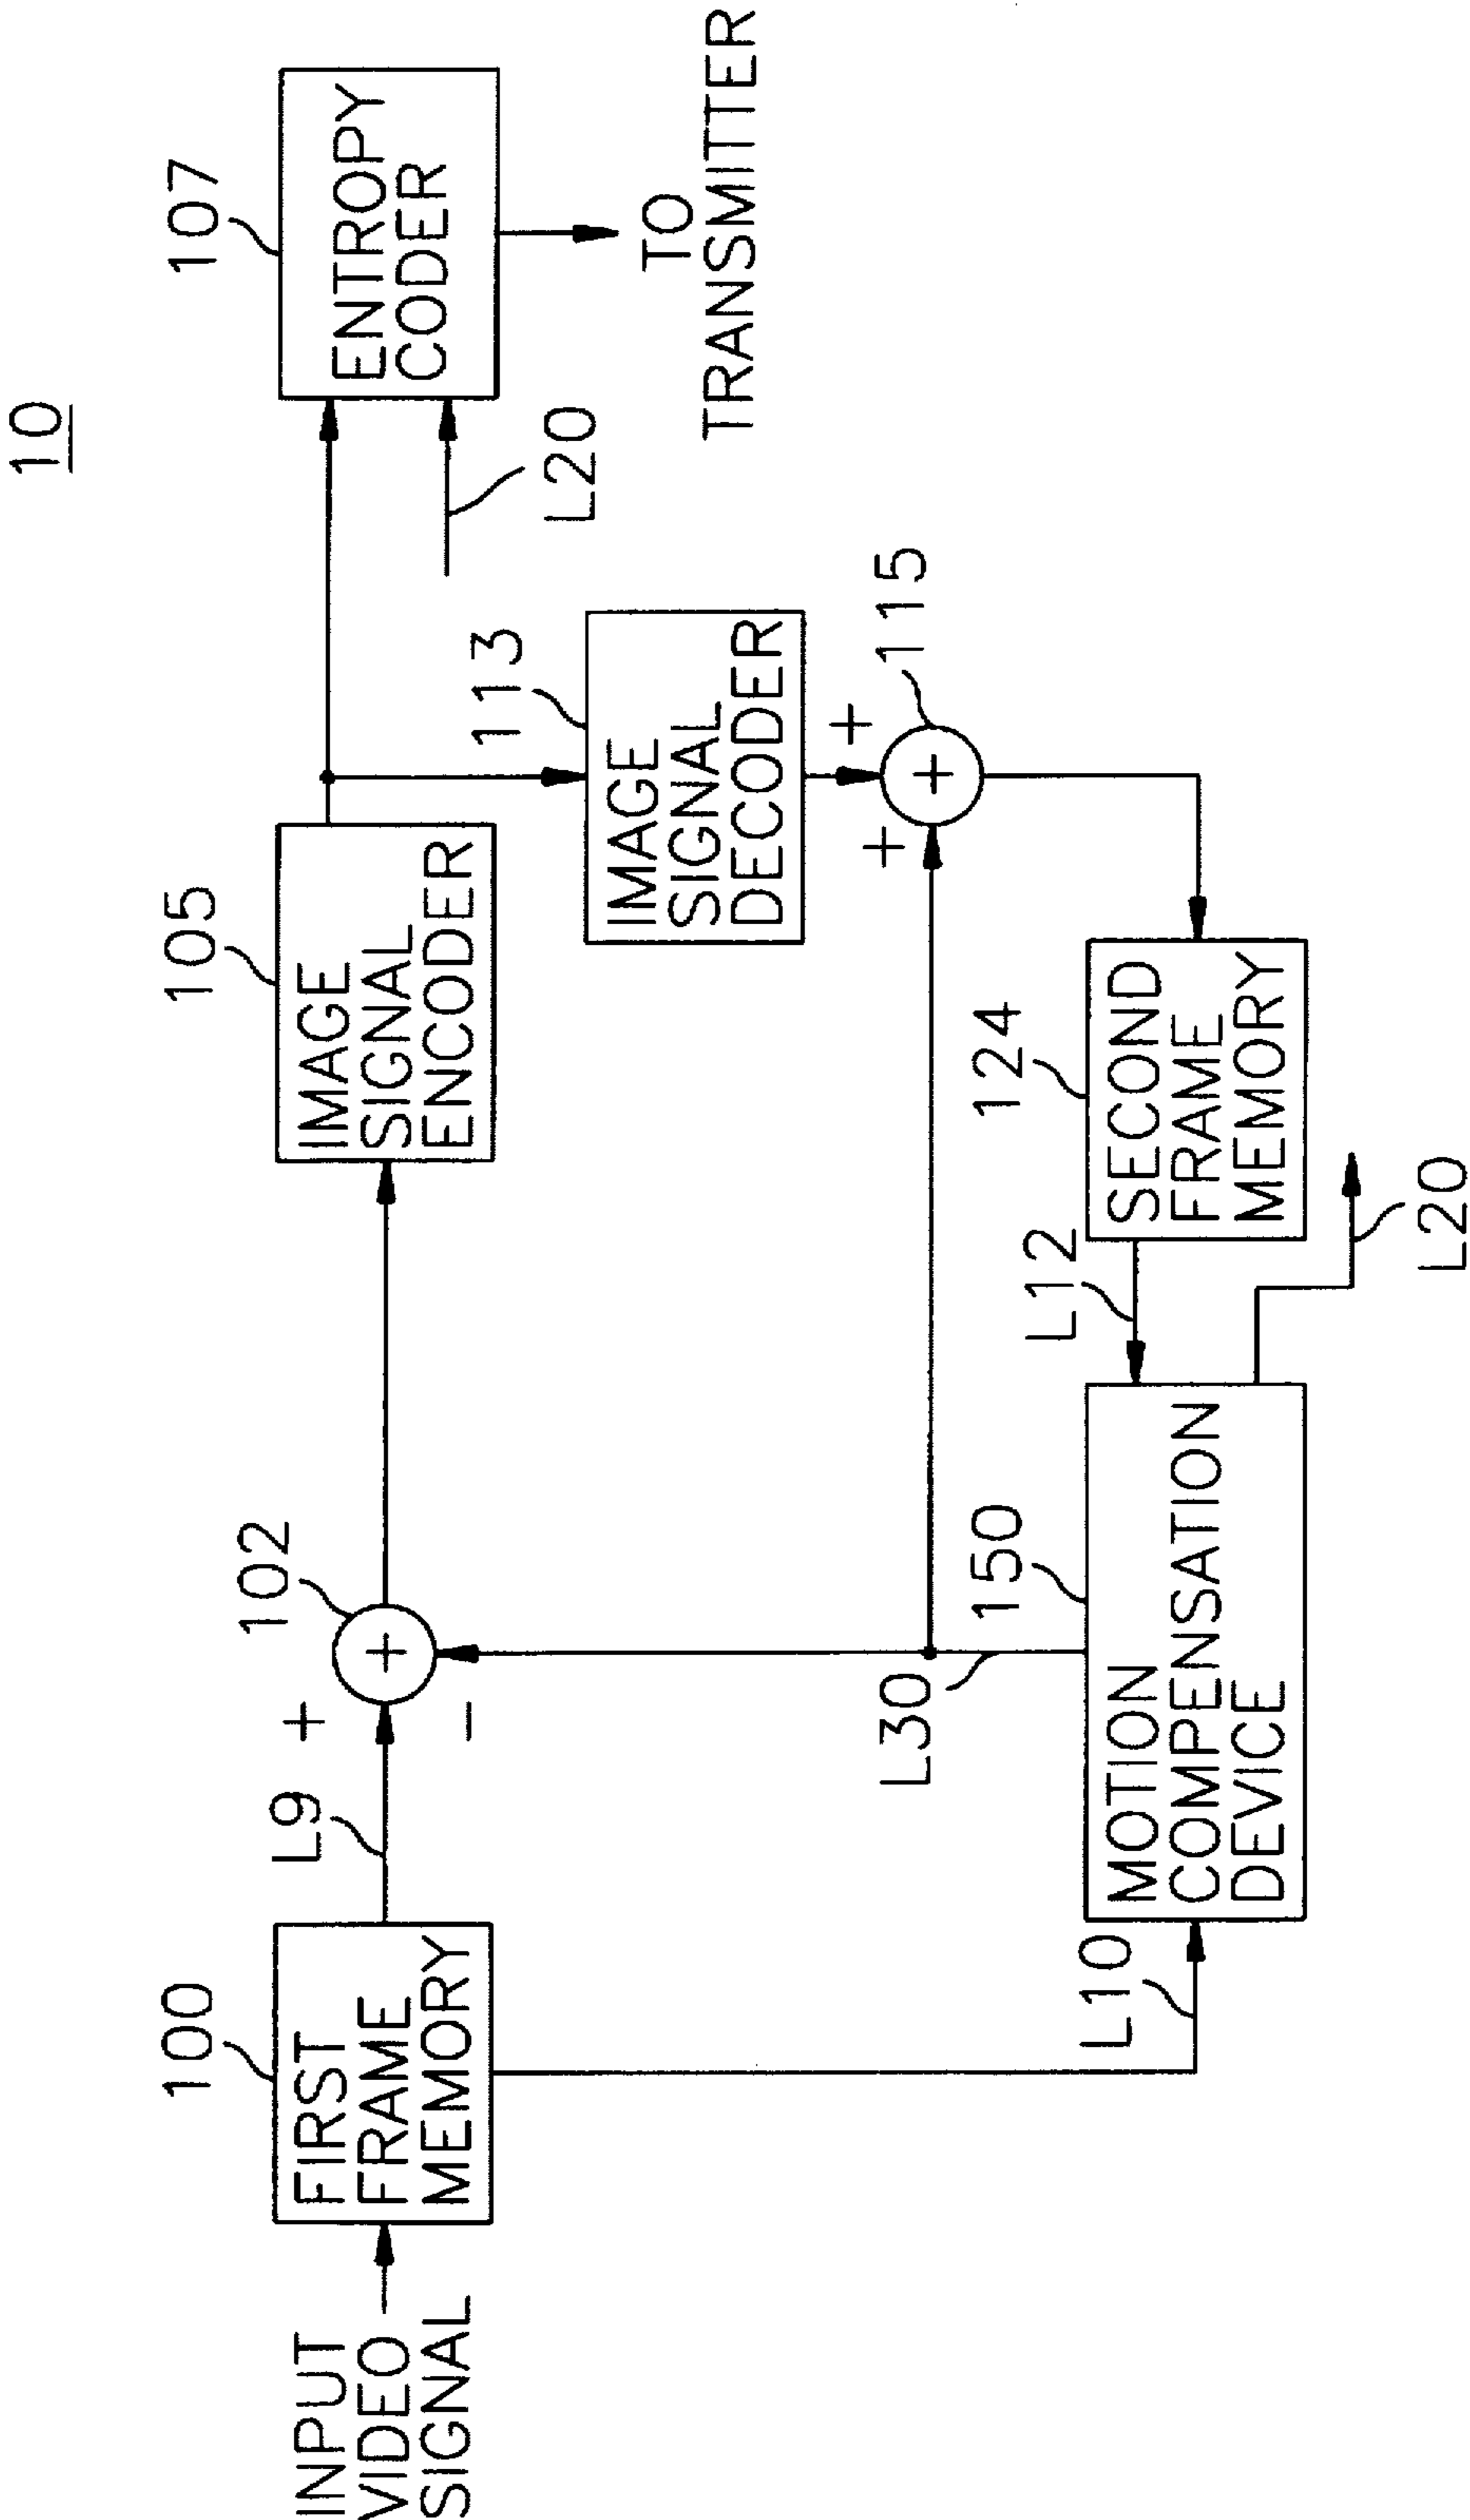 10
100
FIRST
FRAME
MEMORY
INPUT
VIDEO
SIGNAL
L9
+
-
102
+
105
IMAGE
SIGNAL
ENCODER
107
ENTROPY
CODER
L20
TO
TRANSMITTER
113
IMAGE
SIGNAL
DECODER
+
+
115
+
L30
L10
150
MOTION
COMPENSATION
DEVICE
L12
124
SECOND
FRAME
MEMORY
L20